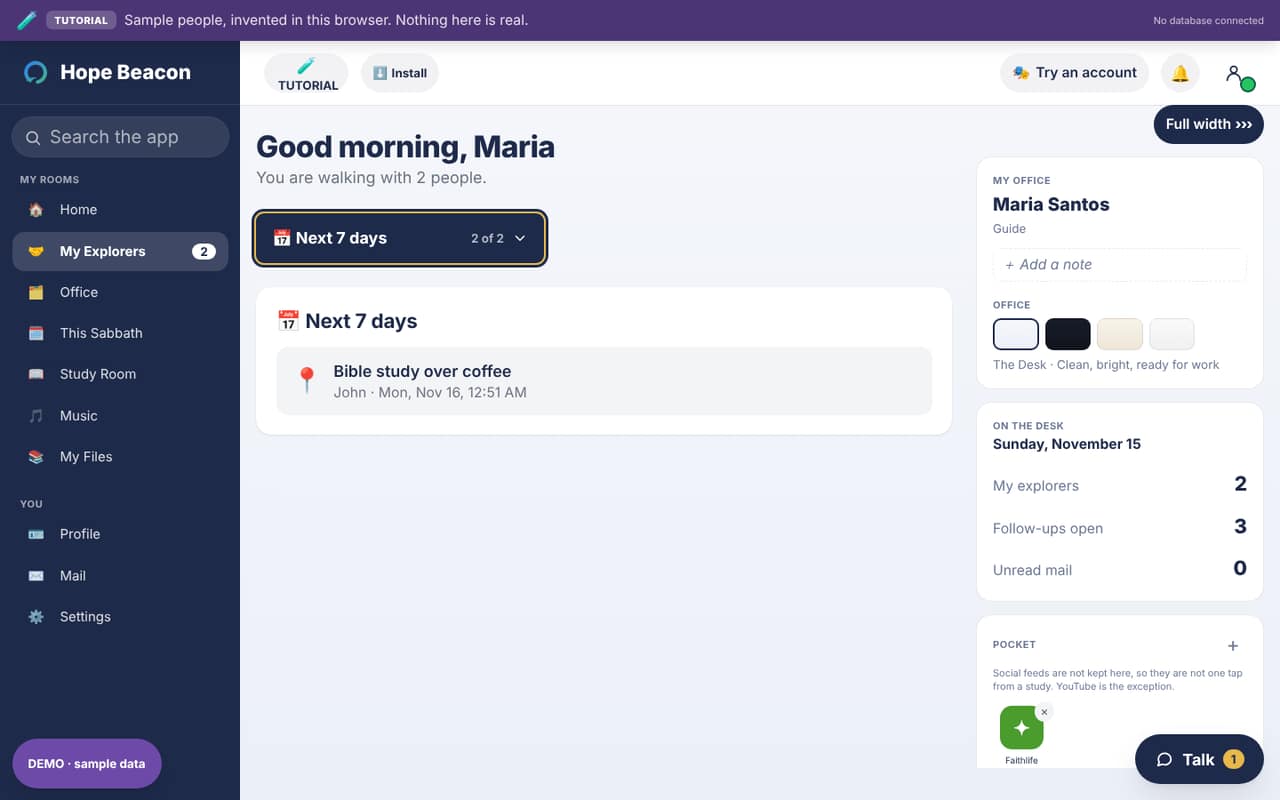 TUTORIAL Sample people, invented in this browser. Nothing here is real.
No database connected
Hope Beacon
Search the app
MY ROOMS
Home
My Explorers 2
Office
This Sabbath
Study Room
Music
My Files
YOU
Profile
Mail
Settings
DEMO · sample data
TUTORIAL
Install
Try an account
Full width ›››
Good morning, Maria
You are walking with 2 people.
Next 7 days 2 of 2
Next 7 days
Bible study over coffee
John · Mon, Nov 16, 12:51 AM
MY OFFICE
Maria Santos
Guide
+ Add a note
OFFICE
The Desk · Clean, bright, ready for work
ON THE DESK
Sunday, November 15
My explorers 2
Follow-ups open 3
Unread mail 0
POCKET +
Social feeds are not kept here, so they are not one tap
from a study. YouTube is the exception.
×
Faithlife
Talk 1